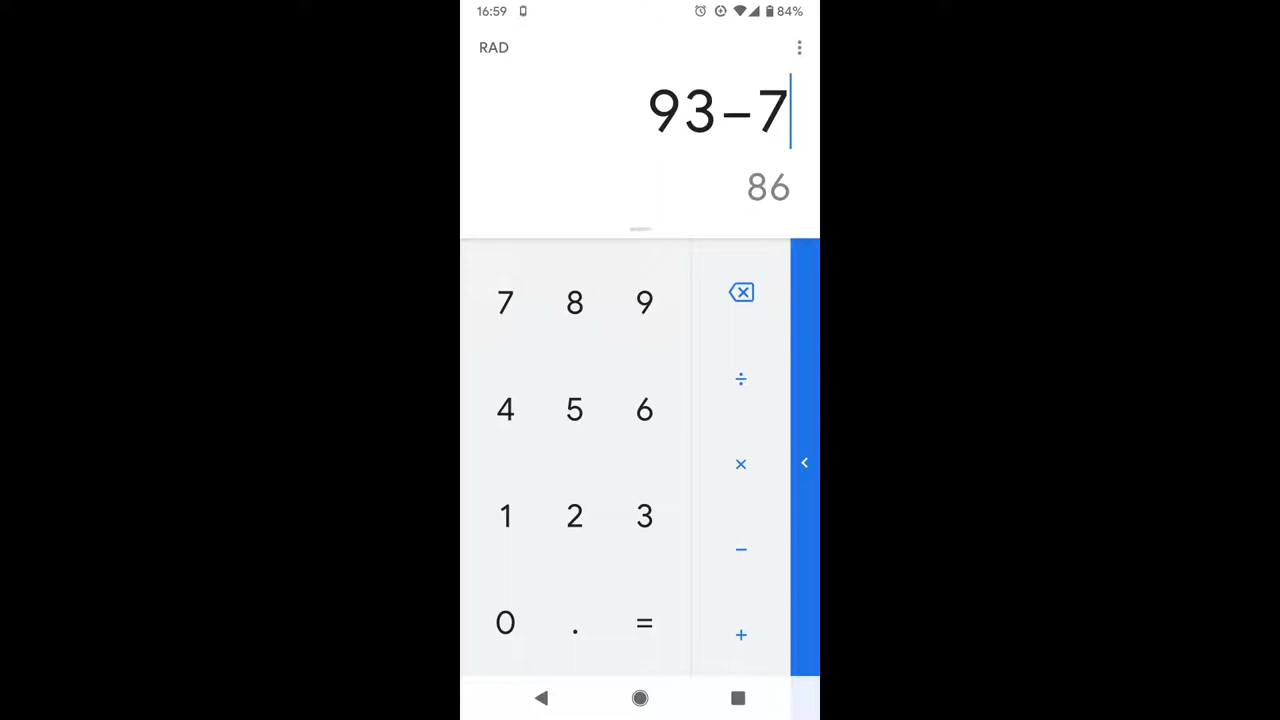 16:59 84%
RAD
93−7
86
7 8 9
÷
4 5 6
×
1 2 3
−
0 . =
+